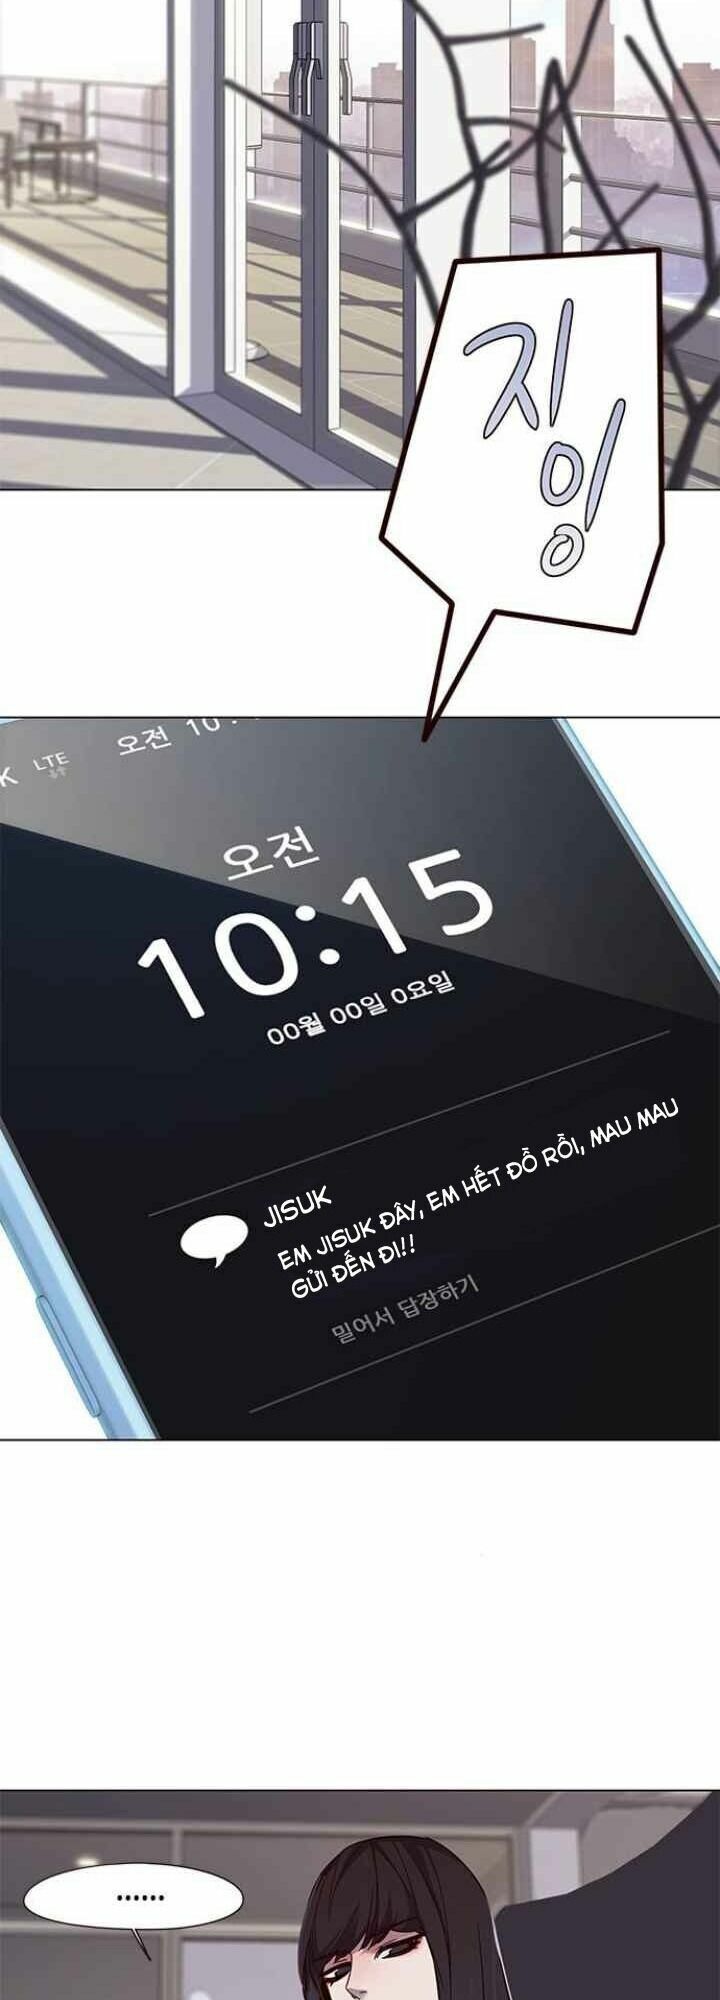 지잉
K LTE 오전 10:1
오전
10:15
00월 00일 0요일
JISUK
EM JISUK ĐÂY, EM HẾT ĐỒ RỒI, MAU MAU
GỬI ĐẾN ĐI!!
밀어서 답장하기
......